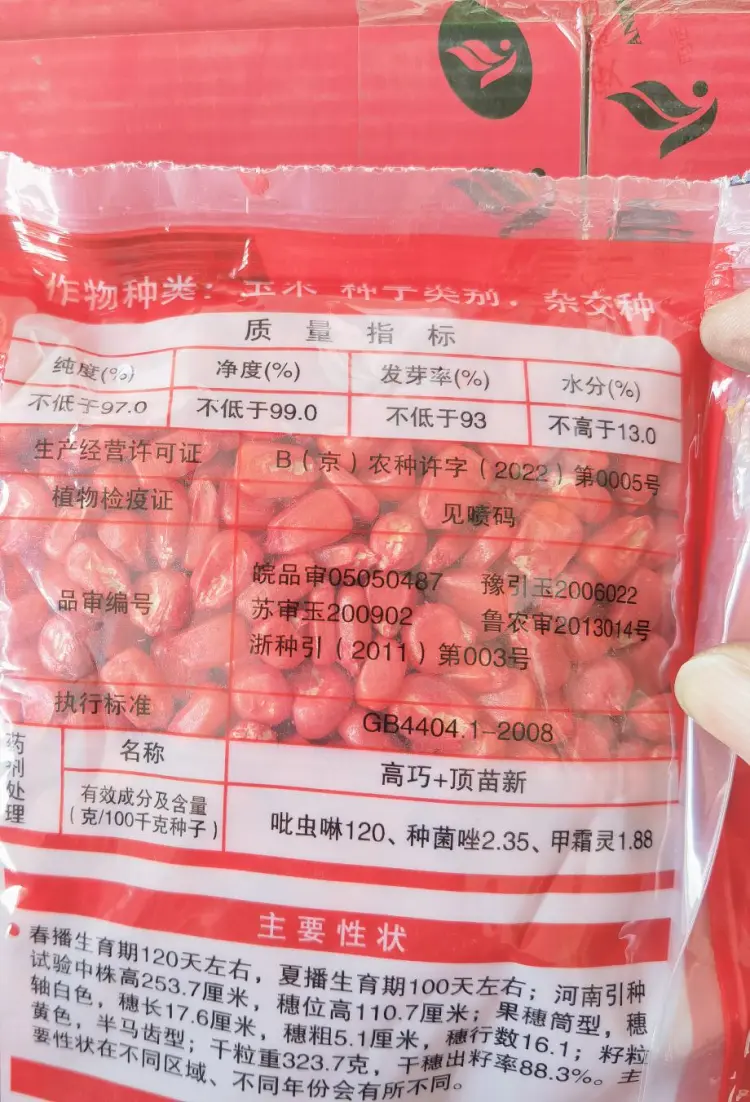 作物种类：玉米 种子类别：杂交种
质量指标
纯度(%) 净度(%) 发芽率(%) 水分(%)
不低于97.0 不低于99.0 不低于93 不高于13.0
生产经营许可证 B（京）农种许字（2022）第0005号
植物检疫证 见喷码
皖品审05050487 豫引玉2006022
品审编号 苏审玉200902 鲁农审2013014号
浙种引（2011）第003号
执行标准 GB4404.1-2008
药剂处理 名称 高巧+顶苗新
有效成分及含量
（克/100千克种子） 吡虫啉120、种菌唑2.35、甲霜灵1.88
主要性状
春播生育期120天左右，夏播生育期100天左右；河南引种
试验中株高253.7厘米，穗位高110.7厘米；果穗筒型，穗
轴白色，穗长17.6厘米，穗粗5.1厘米，穗行数16.1；籽粒
黄色，半马齿型；千粒重323.7克，干穗出籽率88.3%。主
要性状在不同区域、不同年份会有所不同。